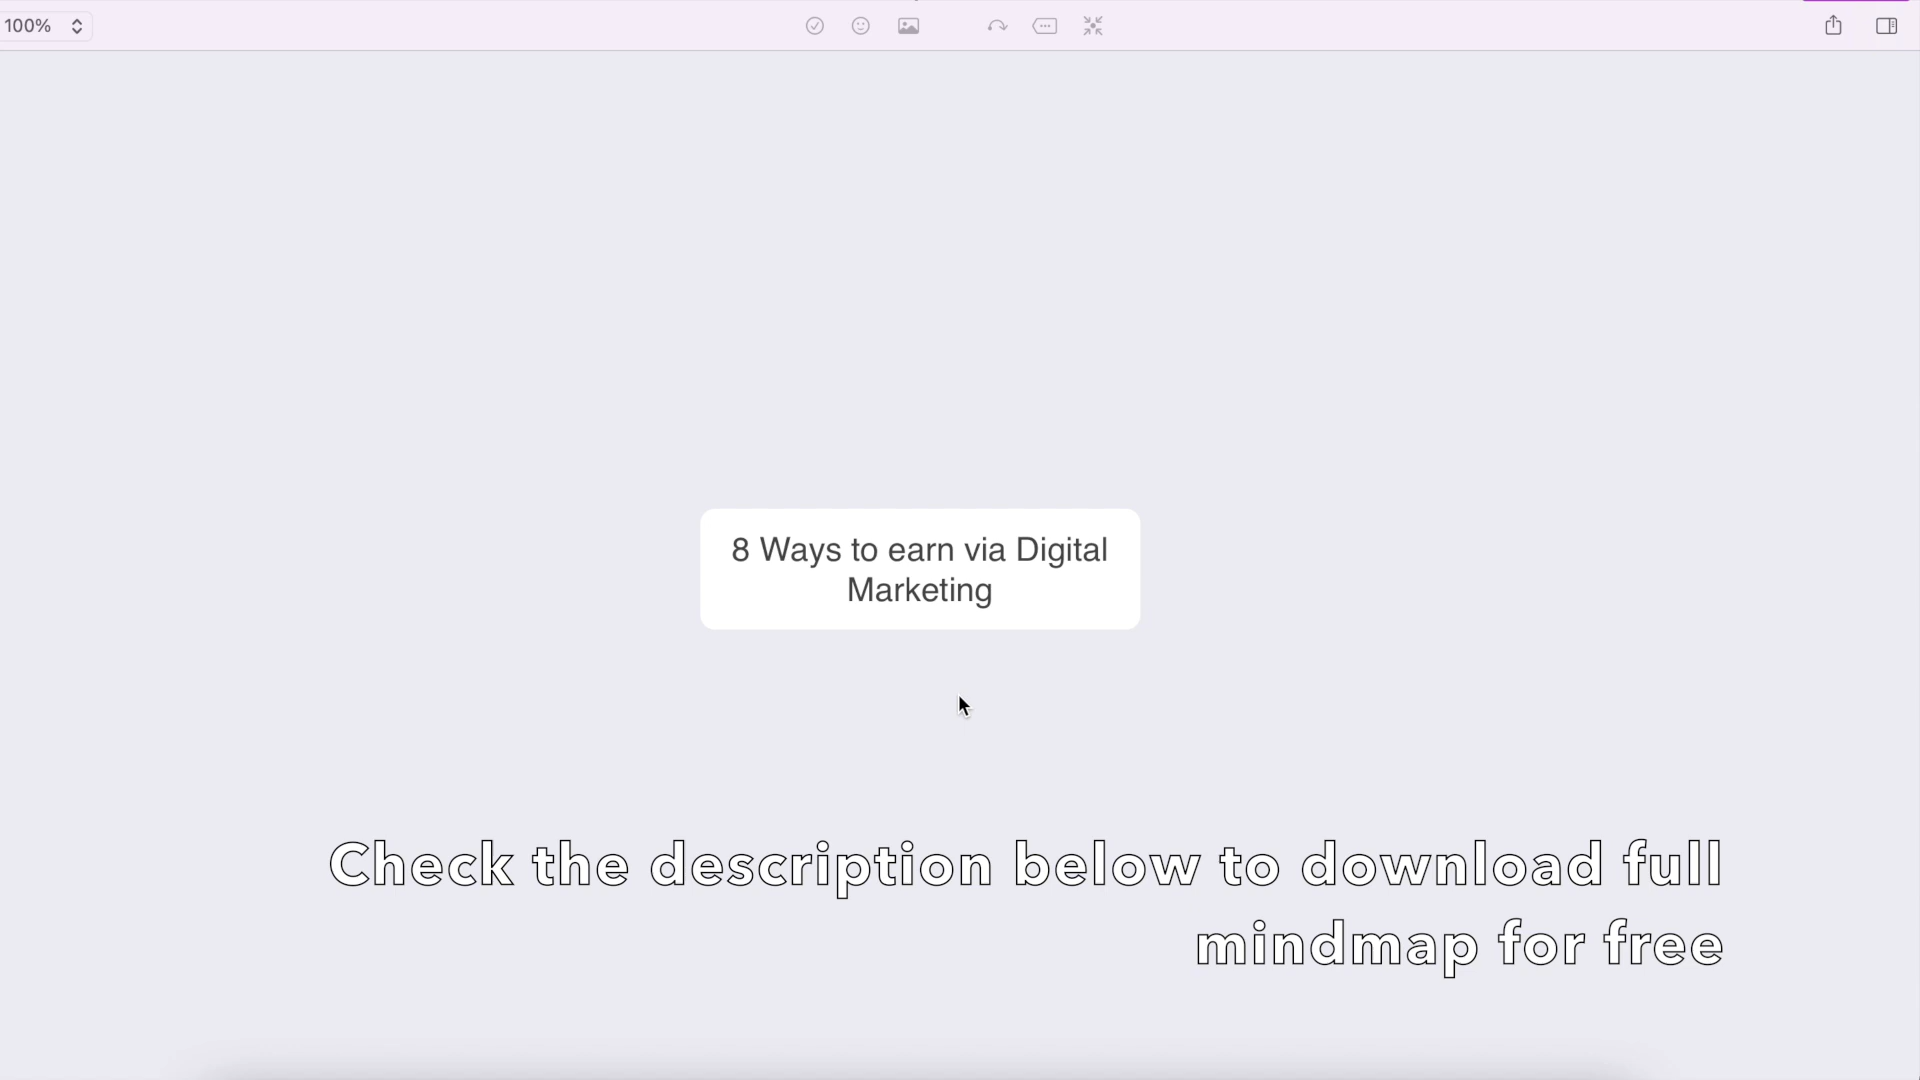 100%
8 Ways to earn via Digital
Marketing
Check the description below to download full
mindmap for free